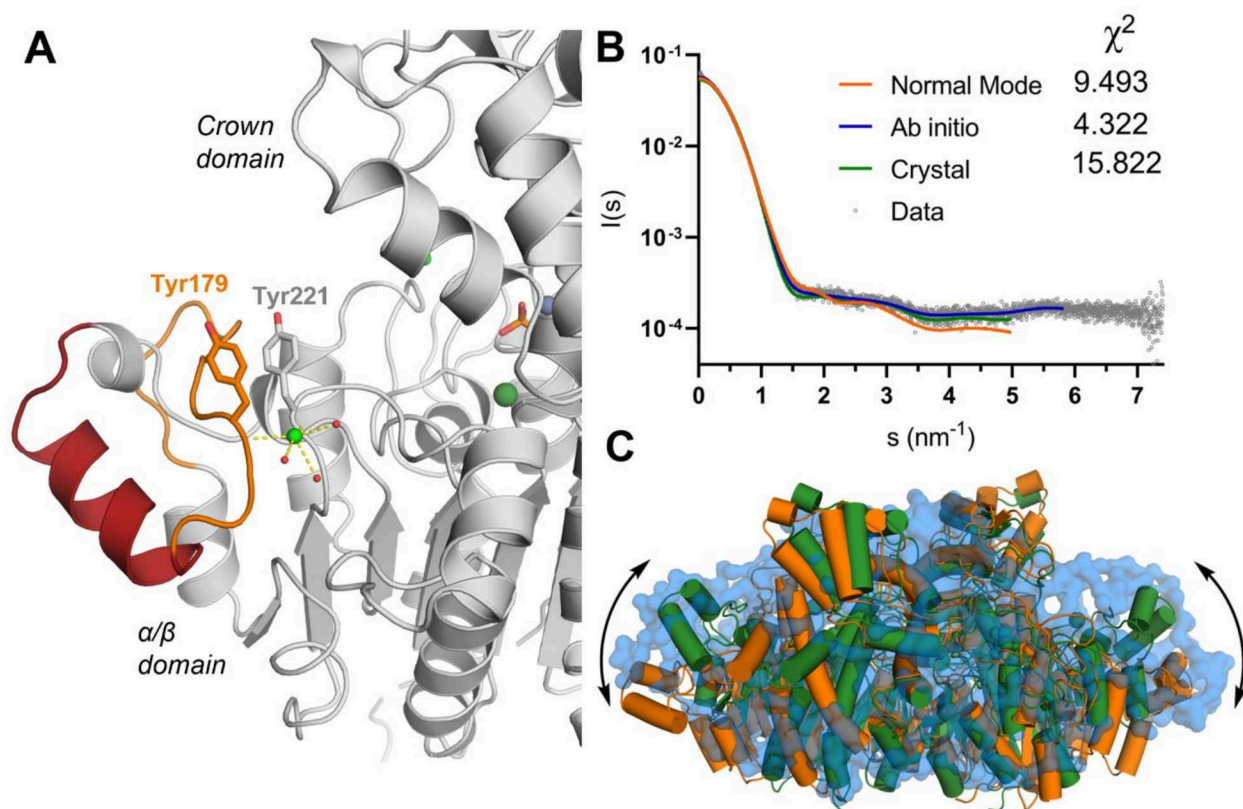 A
Crown
domain
Tyr179
Tyr221
α/β
domain
B
χ²
Normal Mode 9.493
Ab initio 4.322
Crystal 15.822
Data
I(s)
10⁻¹
10⁻²
10⁻³
10⁻⁴
0 1 2 3 4 5 6 7
s (nm⁻¹)
C